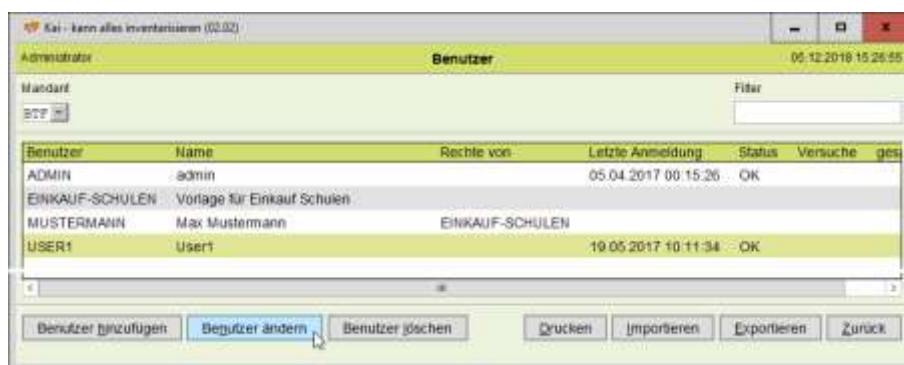 Kai - kann alles inventarisieren (02.02)
Administrator Benutzer 05.12.2018 15:26:55
Mandant Filter
BTF
Benutzer Name Rechte von Letzte Anmeldung Status Versuche
ADMIN admin 05.04.2017 00:15:26 OK
EINKAUF-SCHULEN Vorlage für Einkauf Schulen
MUSTERMANN Max Mustermann EINKAUF-SCHULEN
USER1 User1 19.05.2017 10:11:34 OK
Benutzer hinzufügen Benutzer ändern Benutzer löschen Drucken Importieren Exportieren Zurück